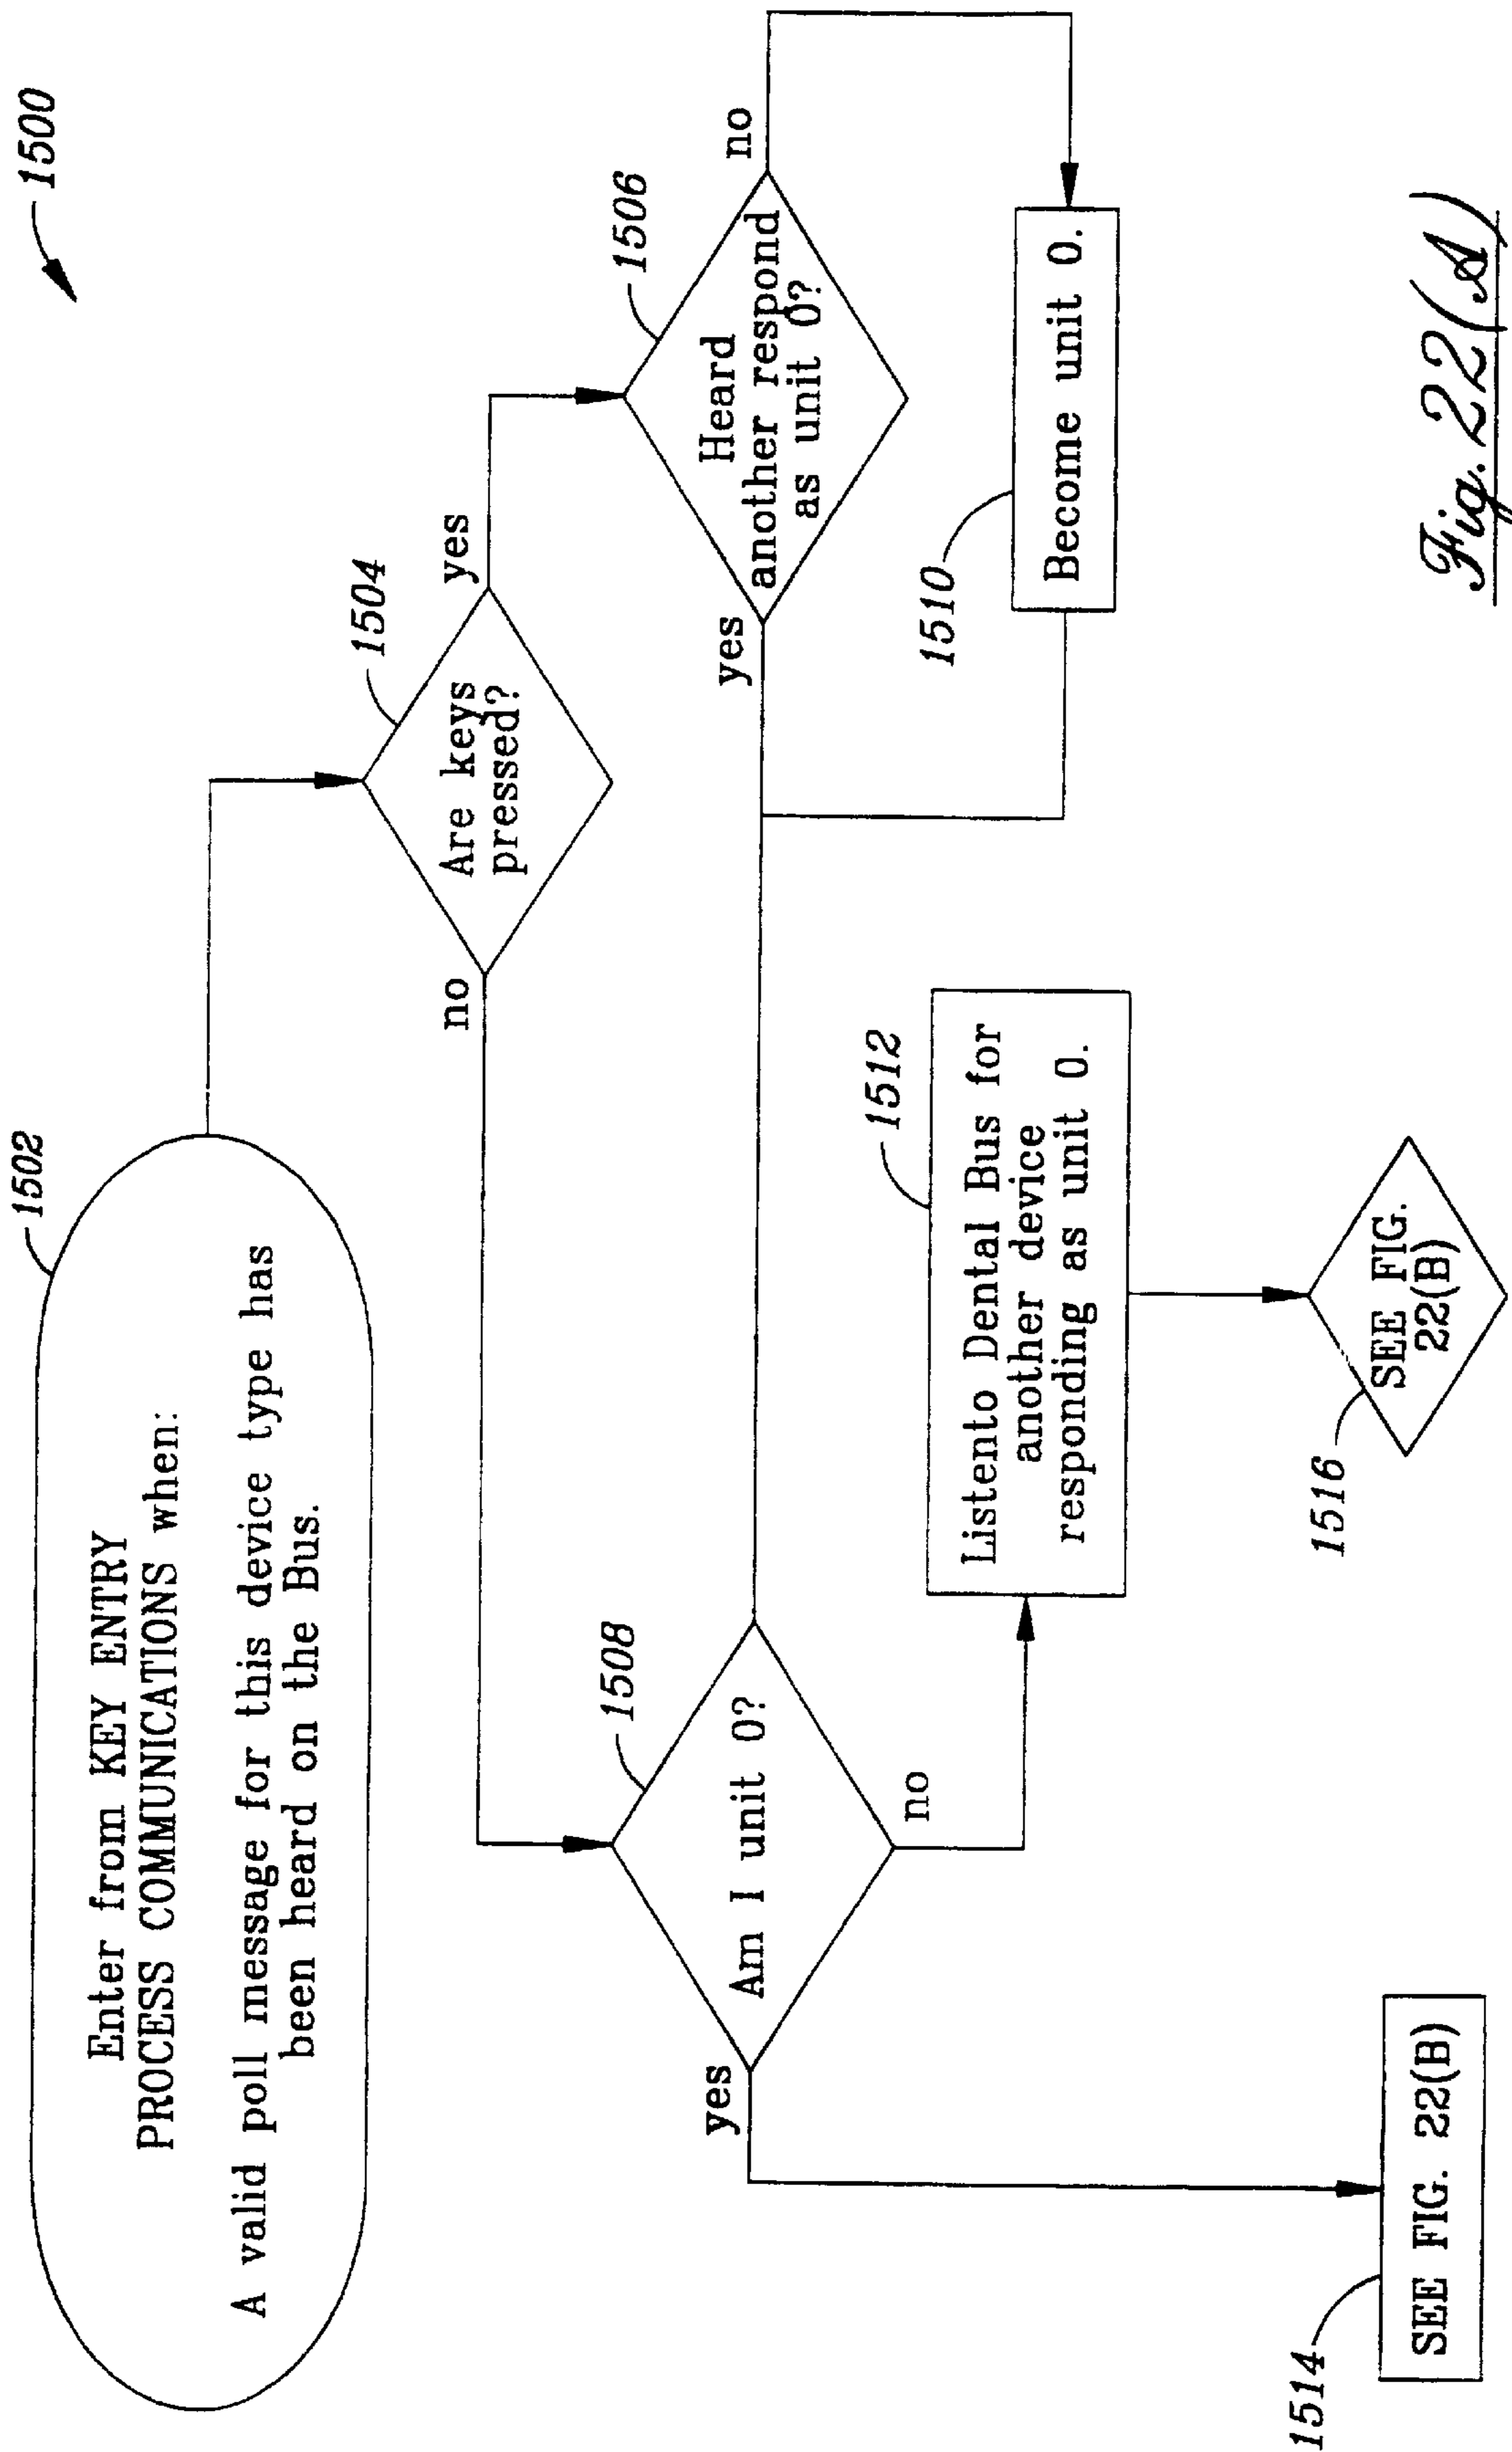 1500
1502
Enter from KEY ENTRY
PROCESS COMMUNICATIONS when:
A valid poll message for this device type has
been heard on the Bus.
1504
Are keys
pressed?
no
yes
1506
Heard
another respond
as unit 0?
yes
no
1508
Am I unit 0?
yes
no
1510
Become unit 0.
1512
Listento Dental Bus for
another device
responding as unit 0.
1514
SEE FIG. 22(B)
1516
SEE FIG.
22(B)
Fig. 22(A)